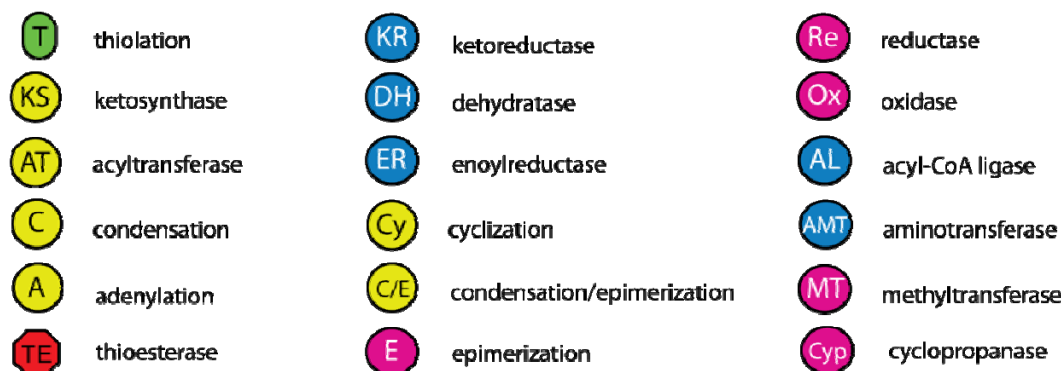 T thiolation KR ketoreductase Re reductase
KS ketosynthase DH dehydratase Ox oxidase
AT acyltransferase ER enoylreductase AL acyl-CoA ligase
C condensation Cy cyclization AMT aminotransferase
A adenylation C/E condensation/epimerization MT methyltransferase
TE thioesterase E epimerization Cyp cyclopropanase